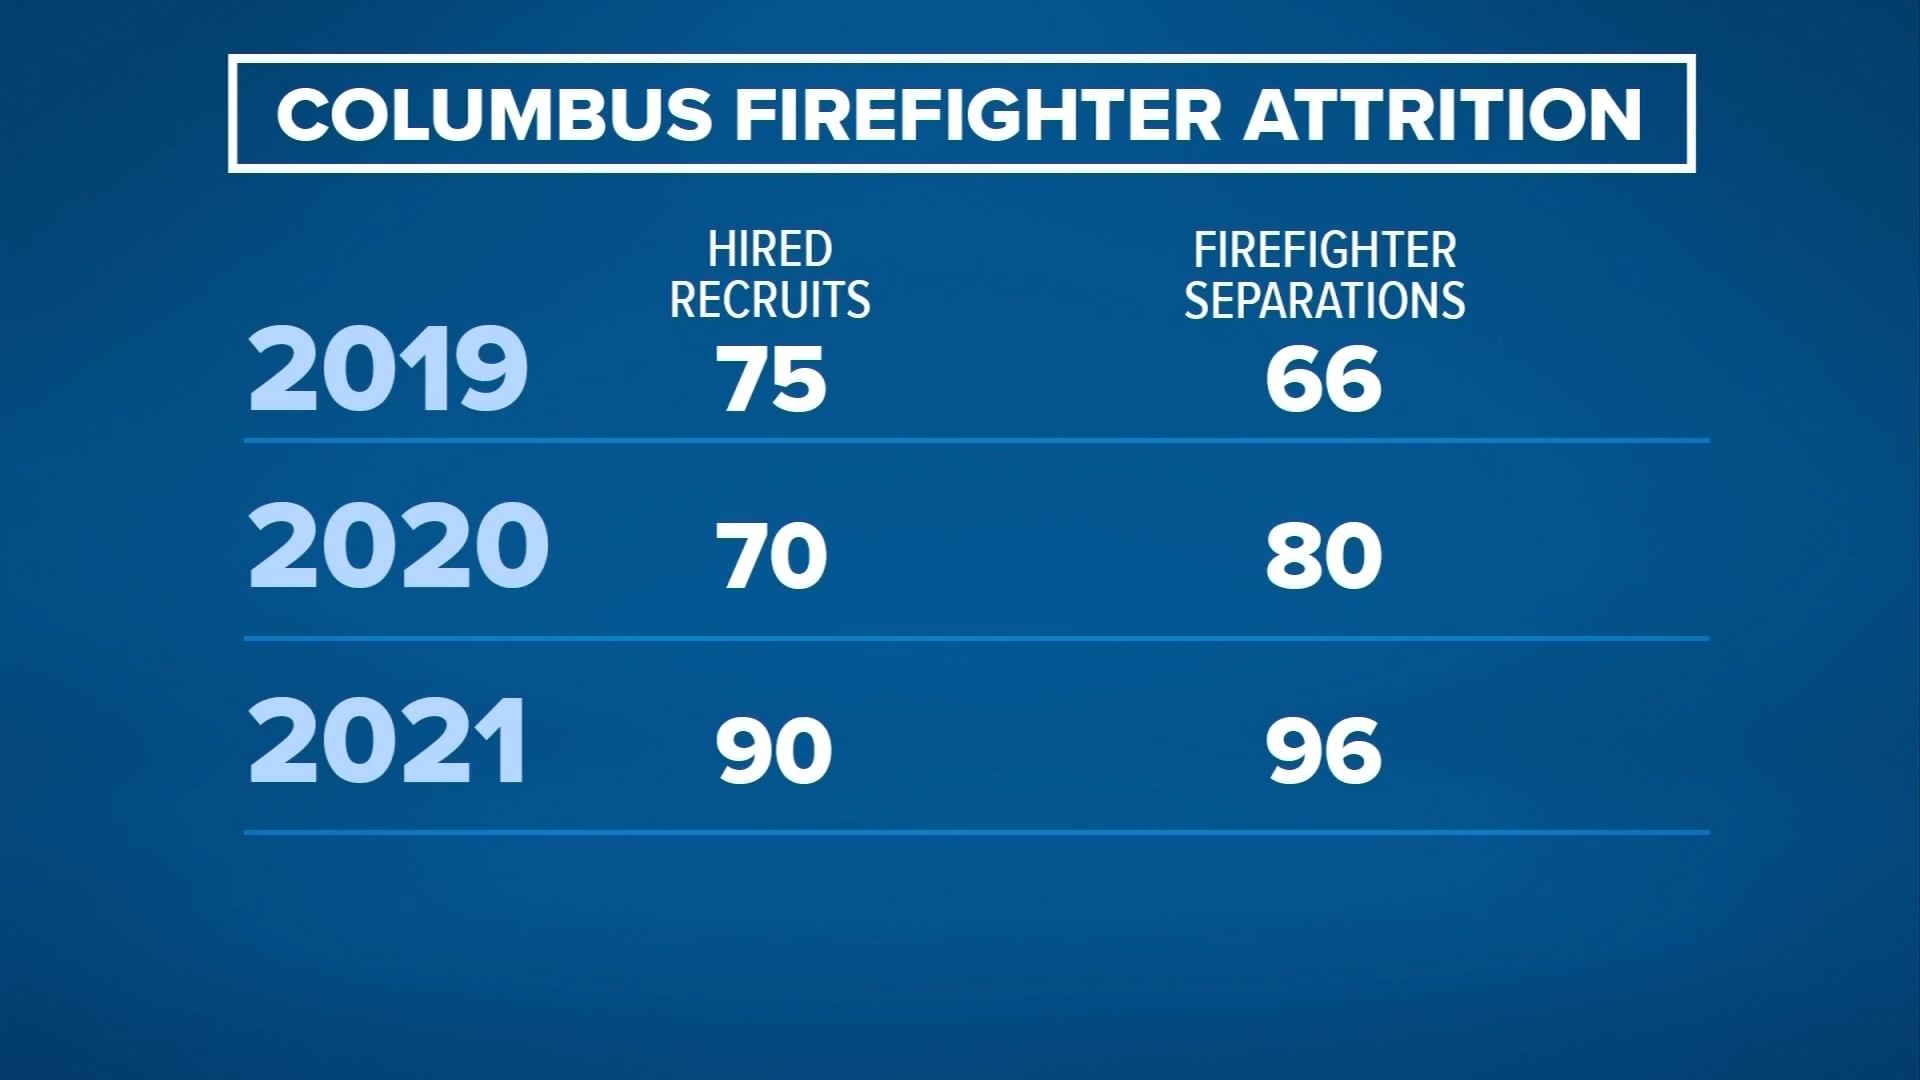 COLUMBUS FIREFIGHTER ATTRITION
HIRED
RECRUITS
FIREFIGHTER
SEPARATIONS
2019 75 66
2020 70 80
2021 90 96